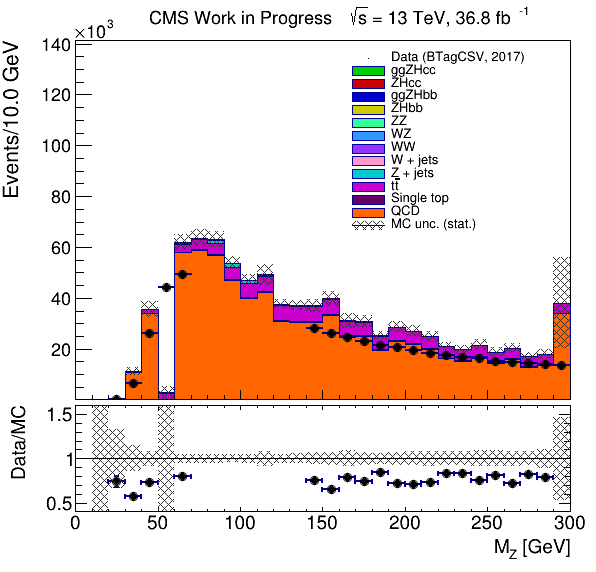 CMS Work in Progress √s = 13 TeV, 36.8 fb⁻¹
×10³
Events/10.0 GeV
140
120
100
80
60
40
20
Data (BTagCSV, 2017)
ggZHcc
ZHcc
ggZHbb
ZHbb
ZZ
WZ
WW
W + jets
Z + jets
tt̅
Single top
QCD
MC unc. (stat.)
Data/MC
1.5
1
0.5
0 50 100 150 200 250 300
M_Z [GeV]